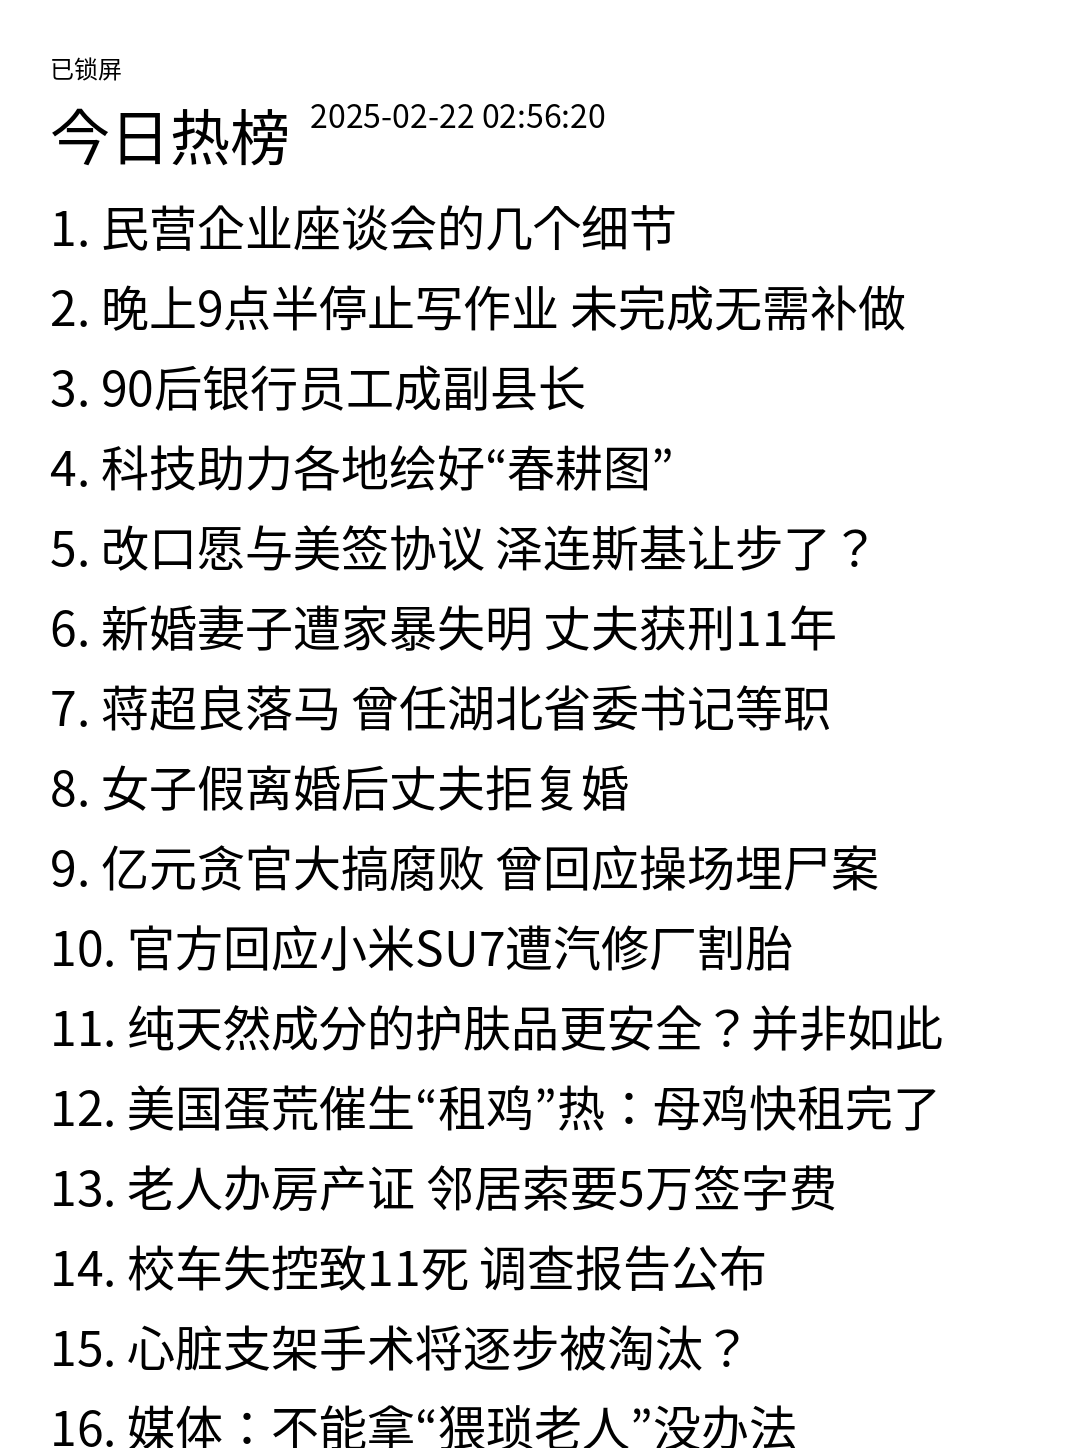 已锁屏
今日热榜 2025-02-22 02:56:20
1. 民营企业座谈会的几个细节
2. 晚上9点半停止写作业 未完成无需补做
3. 90后银行员工成副县长
4. 科技助力各地绘好“春耕图”
5. 改口愿与美签协议 泽连斯基让步了？
6. 新婚妻子遭家暴失明 丈夫获刑11年
7. 蒋超良落马 曾任湖北省委书记等职
8. 女子假离婚后丈夫拒复婚
9. 亿元贪官大搞腐败 曾回应操场埋尸案
10. 官方回应小米SU7遭汽修厂割胎
11. 纯天然成分的护肤品更安全？并非如此
12. 美国蛋荒催生“租鸡”热：母鸡快租完了
13. 老人办房产证 邻居索要5万签字费
14. 校车失控致11死 调查报告公布
15. 心脏支架手术将逐步被淘汰？
16. 媒体：不能拿“猥琐老人”没办法